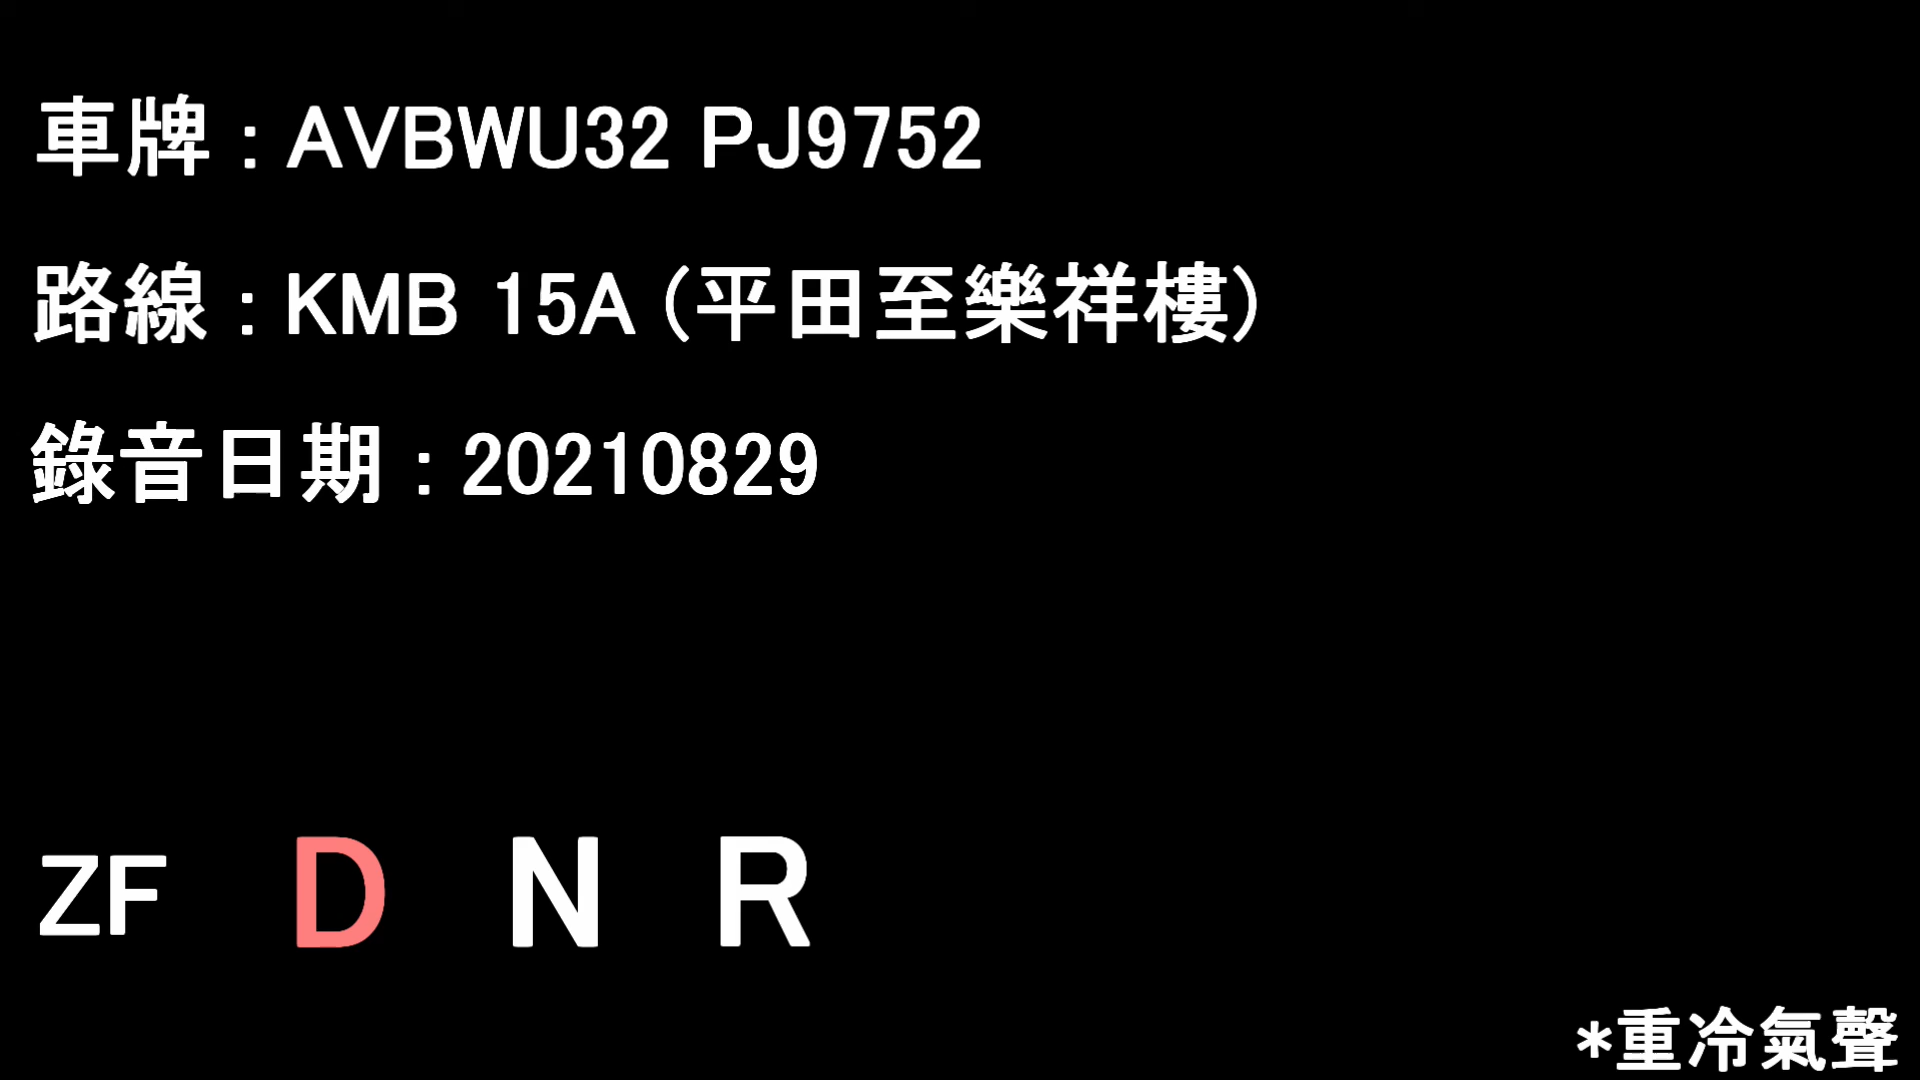 車牌 : AVBWU32 PJ9752
路線 : KMB 15A (平田至樂祥樓)
錄音日期 : 20210829
ZF D N R
*重冷氣聲